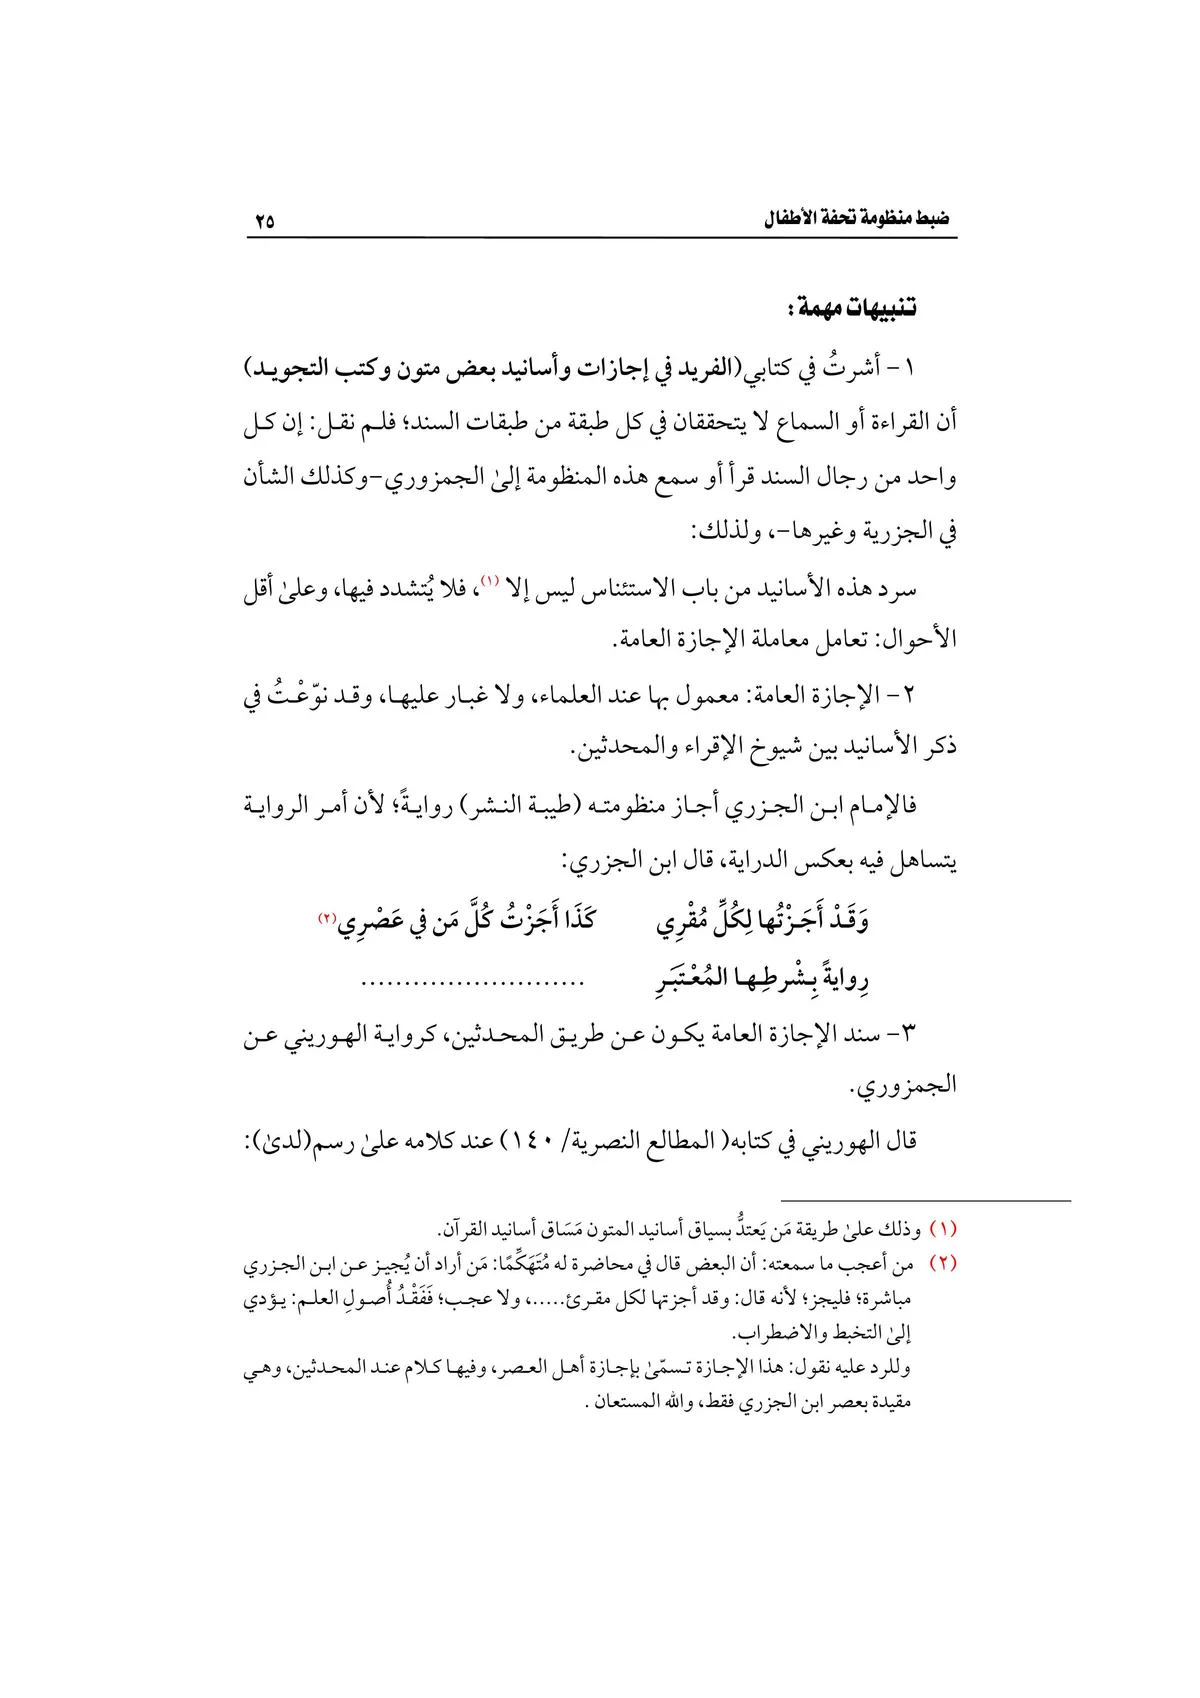 ضبط منظومة تحفة الأطفال ٢٥
تنبيهات مهمة :
١- أشرتُ في كتابي(الفريد في إجازات وأسانيد بعض متون وكتب التجويد)
أن القراءة أو السماع لا يتحققان في كل طبقة من طبقات السند؛ فلم نقل: إن كل
واحد من رجال السند قرأ أو سمع هذه المنظومة إلىٰ الجمزوري-وكذلك الشأن
في الجزرية وغيرها-، ولذلك:
سرد هذه الأسانيد من باب الاستئناس ليس إلا (١)، فلا يُتشدد فيها، وعلىٰ أقل
الأحوال: تعامل معاملة الإجازة العامة.
٢- الإجازة العامة: معمول بها عند العلماء، ولا غبار عليها، وقد نوّعْتُ في
ذكر الأسانيد بين شيوخ الإقراء والمحدثين.
فالإمام ابن الجزري أجاز منظومته (طيبة النشر) روايةً؛ لأن أمر الرواية
يتساهل فيه بعكس الدراية، قال ابن الجزري:
وَقَدْ أَجَزْتُها لِكُلِّ مُقْرِي كَذَا أَجَزْتُ كُلَّ مَن في عَصْرِي(٢)
رِوايةً بِشْرطِها المُعْتَبَرِ ..........................
٣- سند الإجازة العامة يكون عن طريق المحدثين، كرواية الهوريني عن
الجمزوري.
قال الهوريني في كتابه( المطالع النصرية/ ١٤٠) عند كلامه علىٰ رسم(لدىٰ):
(١) وذلك علىٰ طريقة مَن يَعتدُّ بسياق أسانيد المتون مَسَاق أسانيد القرآن.
(٢) من أعجب ما سمعته: أن البعض قال في محاضرة له مُتَهَكِّمًا: مَن أراد أن يُجيز عن ابن الجزري
مباشرة؛ فليجز؛ لأنه قال: وقد أجزتها لكل مقرئ.....، ولا عجب؛ فَفَقْدُ أُصولِ العلم: يؤدي
إلىٰ التخبط والاضطراب.
وللرد عليه نقول: هذا الإجازة تسمّىٰ بإجازة أهل العصر، وفيها كلام عند المحدثين، وهي
مقيدة بعصر ابن الجزري فقط، والله المستعان .